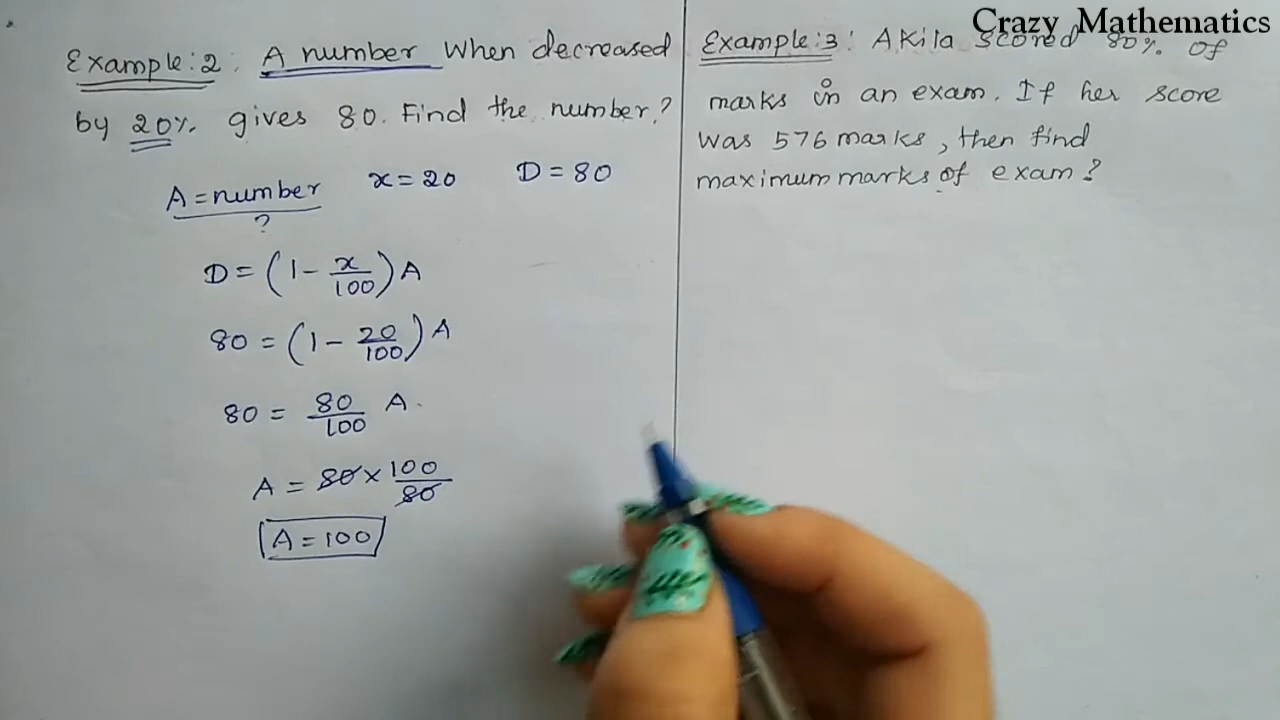 Crazy Mathematics
Example:2: A number when decreased
by 20% gives 80. Find the number?
A = number x = 20 D = 80
?
D = (1 - x/100) A
80 = (1 - 20/100) A
80 = 80/100 A.
A = 80 × 100/80
A = 100
Example:3: Akila scored 80% of
marks in an exam. If her score
was 576 marks, then find
maximum marks of exam?